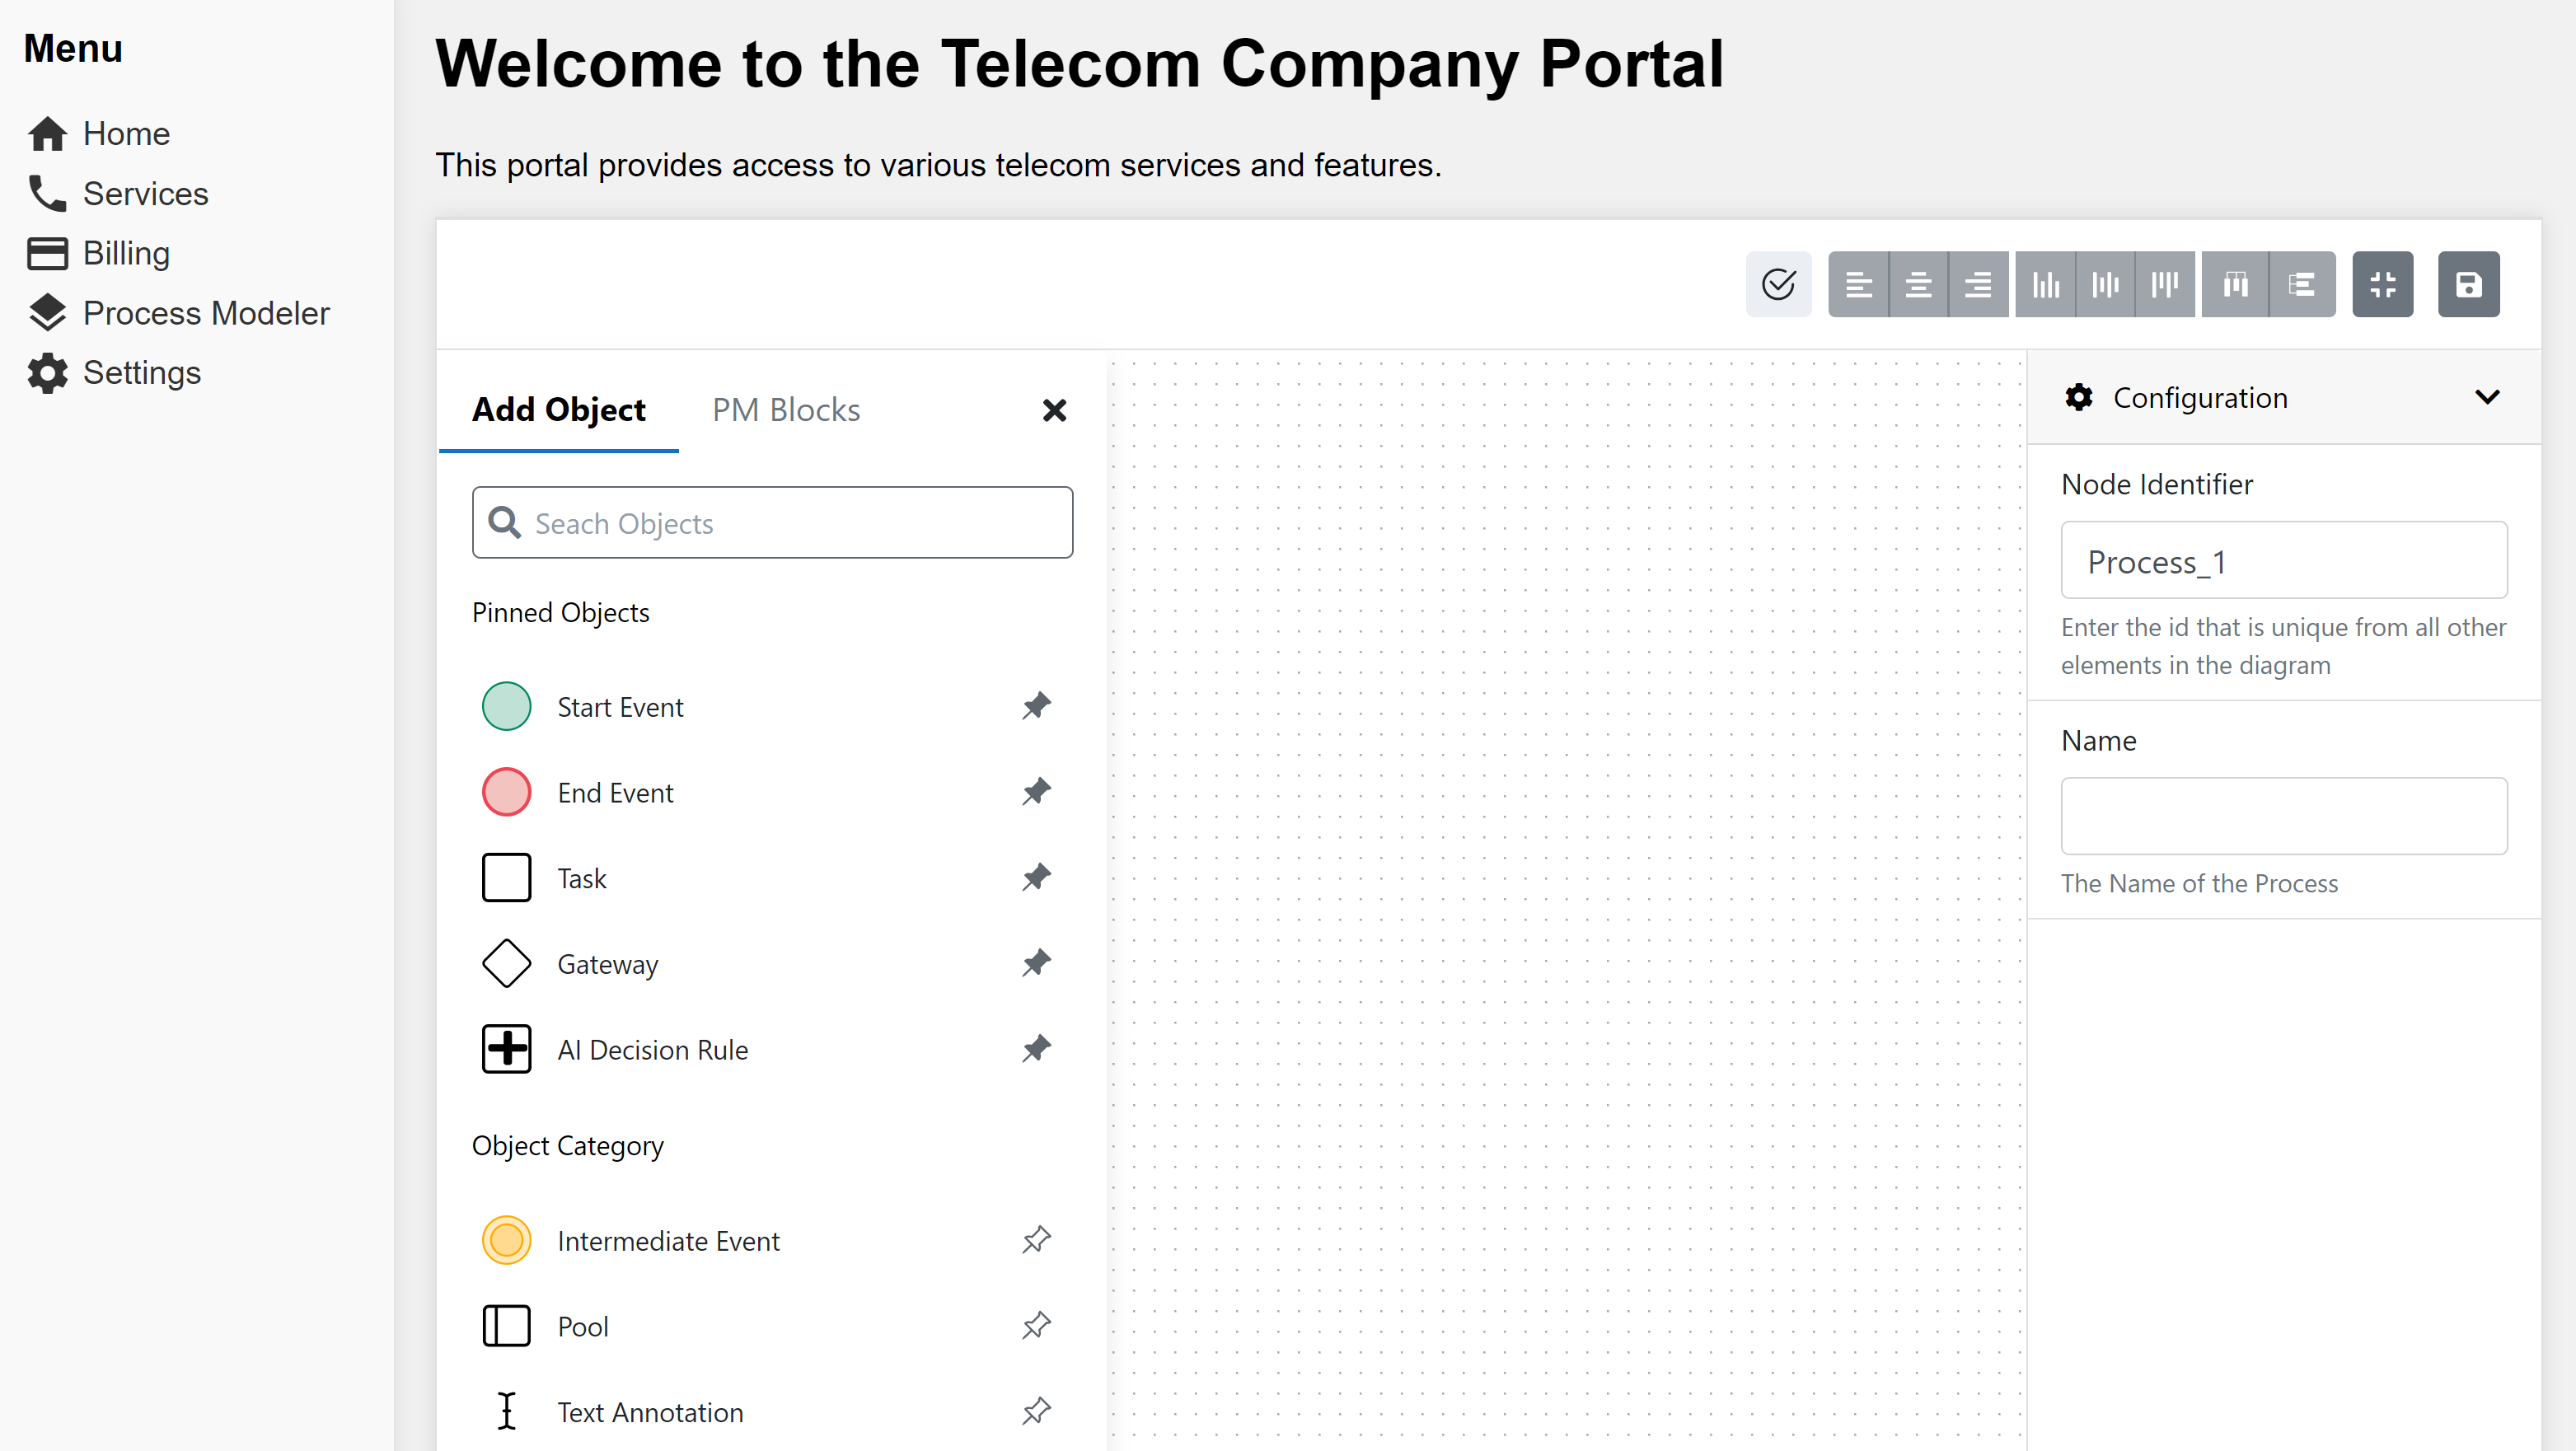 Menu
Home
Services
Billing
Process Modeler
Settings
Welcome to the Telecom Company Portal
This portal provides access to various telecom services and features.
Add Object
PM Blocks
Seach Objects
Pinned Objects
Start Event
End Event
Task
Gateway
AI Decision Rule
Object Category
Intermediate Event
Pool
Text Annotation
Configuration
Node Identifier
Process_1
Enter the id that is unique from all other
elements in the diagram
Name
The Name of the Process